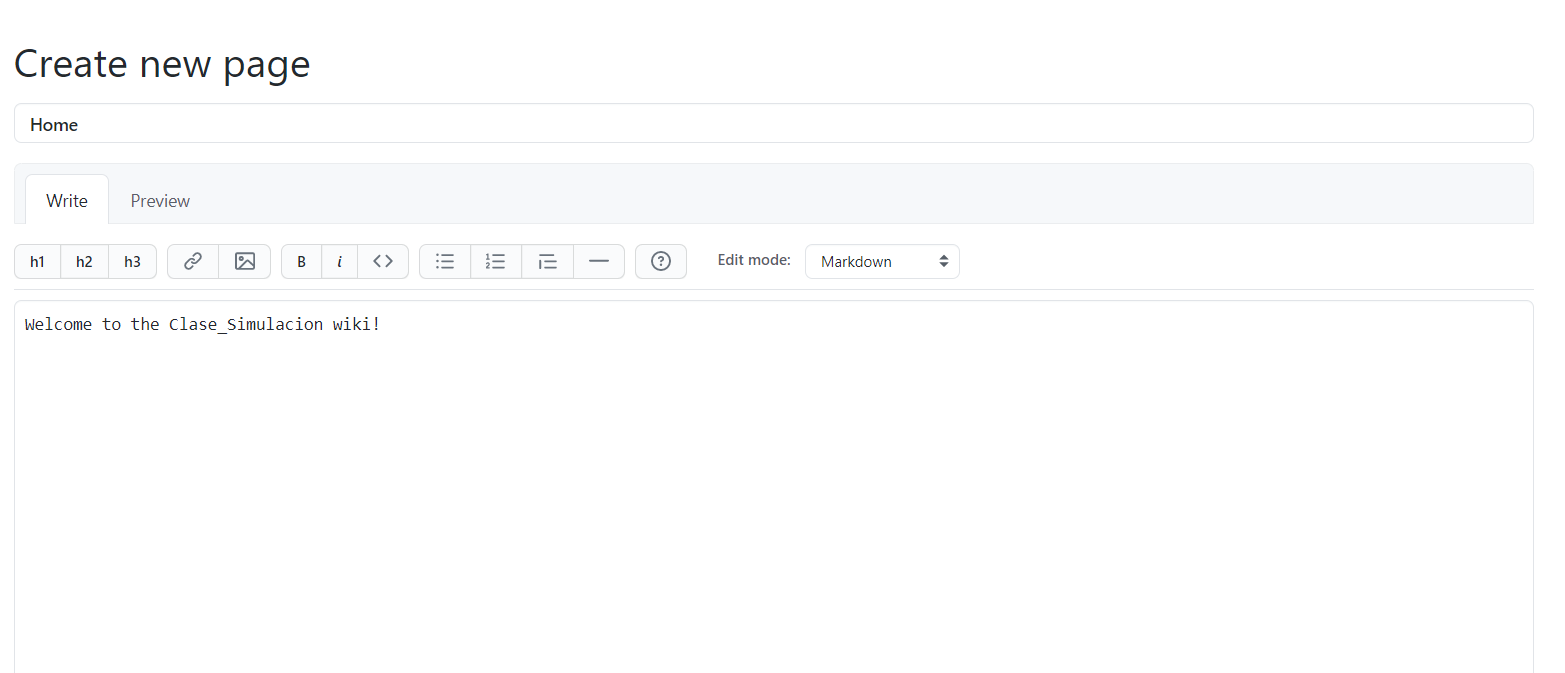 Create new page
Home
Write Preview
h1 h2 h3 B i <> Edit mode: Markdown
Welcome to the Clase_Simulacion wiki!